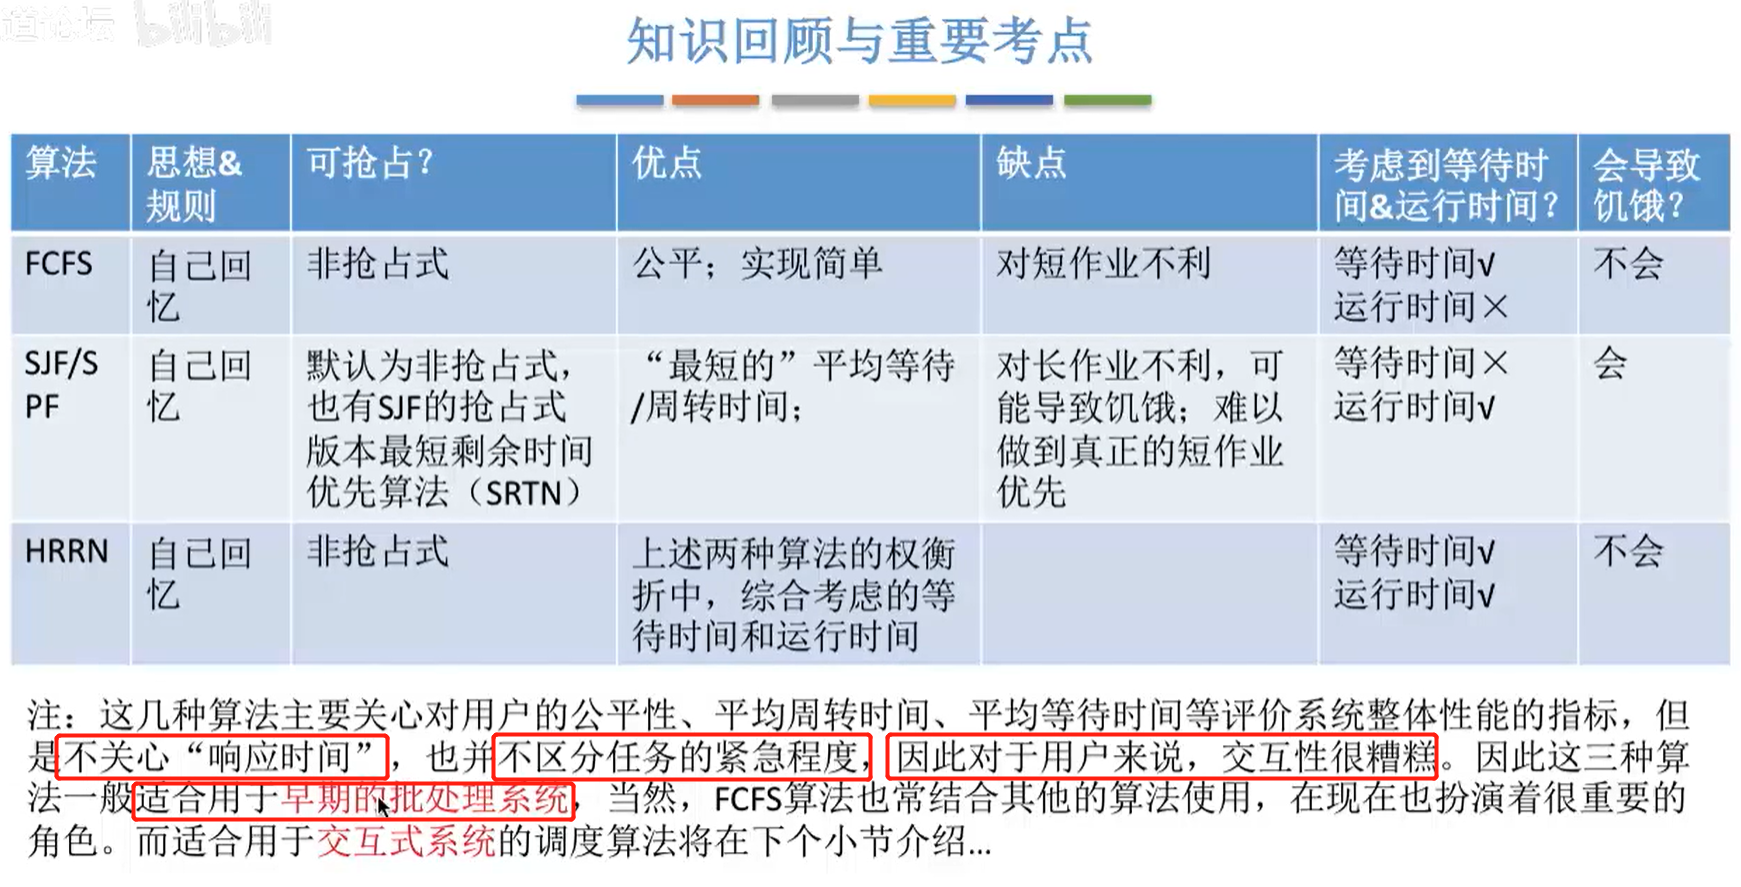 道论坛 bilibili
知识回顾与重要考点
算法
思想&
规则
可抢占？
优点
缺点
考虑到等待时
间&运行时间？
会导致
饥饿？
FCFS
自己回
忆
非抢占式
公平；实现简单
对短作业不利
等待时间√
运行时间×
不会
SJF/S
PF
自己回
忆
默认为非抢占式，
也有SJF的抢占式
版本最短剩余时间
优先算法（SRTN）
“最短的”平均等待
/周转时间；
对长作业不利，可
能导致饥饿；难以
做到真正的短作业
优先
等待时间×
运行时间√
会
HRRN
自己回
忆
非抢占式
上述两种算法的权衡
折中，综合考虑的等
待时间和运行时间
等待时间√
运行时间√
不会
注：这几种算法主要关心对用户的公平性、平均周转时间、平均等待时间等评价系统整体性能的指标，但
是不关心“响应时间”，也并不区分任务的紧急程度，因此对于用户来说，交互性很糟糕。因此这三种算
法一般适合用于早期的批处理系统，当然，FCFS算法也常结合其他的算法使用，在现在也扮演着很重要的
角色。而适合用于交互式系统的调度算法将在下个小节介绍...